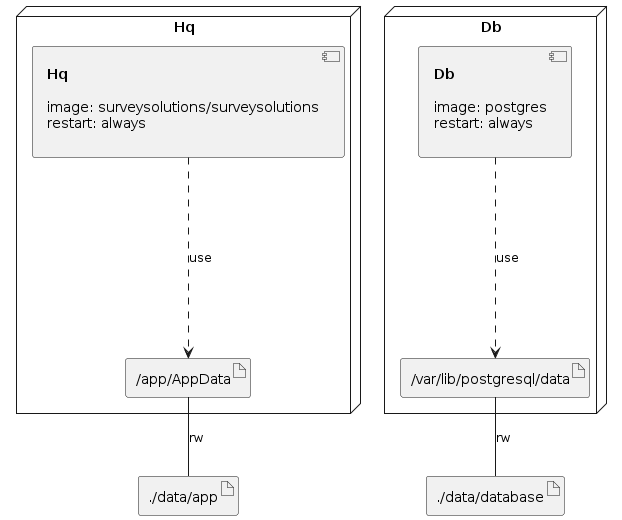 Hq
Hq
image: surveysolutions/surveysolutions
restart: always
use
/app/AppData
rw
./data/app
Db
Db
image: postgres
restart: always
use
/var/lib/postgresql/data
rw
./data/database